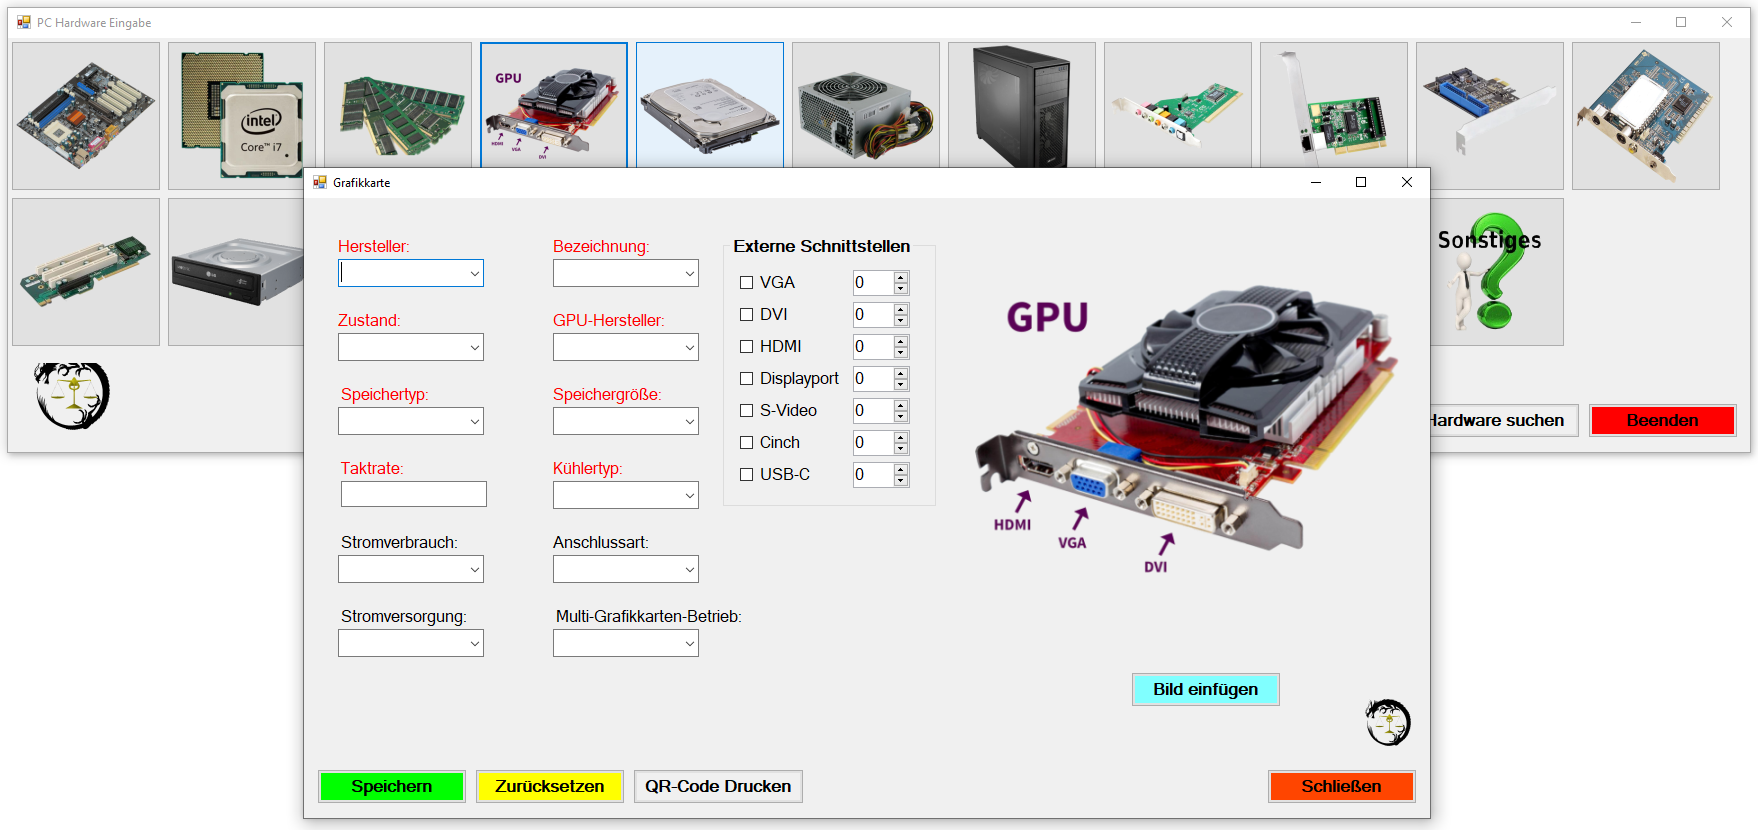 PC Hardware Eingabe
intel
Core™ i7
GPU
HDMI
VGA
DVI
Sonstiges
Hardware suchen
Beenden
Grafikkarte
Hersteller:
Bezeichnung:
Zustand:
GPU-Hersteller:
Speichertyp:
Speichergröße:
Taktrate:
Kühlertyp:
Stromverbrauch:
Anschlussart:
Stromversorgung:
Multi-Grafikkarten-Betrieb:
Externe Schnittstellen
VGA 0
DVI 0
HDMI 0
Displayport 0
S-Video 0
Cinch 0
USB-C 0
GPU
HDMI
VGA
DVI
Bild einfügen
Speichern
Zurücksetzen
QR-Code Drucken
Schließen